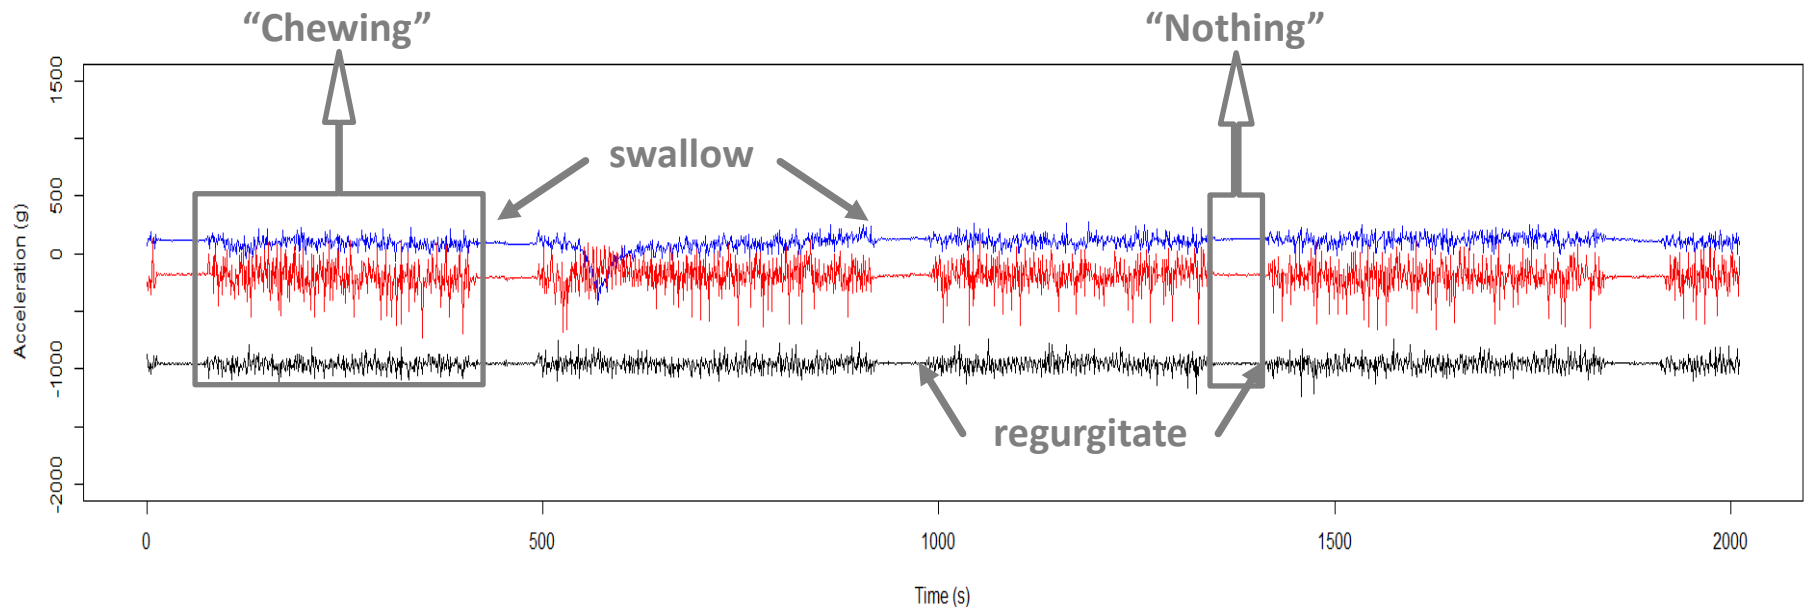 “Chewing”
“Nothing”
swallow
regurgitate
Acceleration (g)
1500
500
0
-1000
-2000
0
500
1000
1500
2000
Time (s)